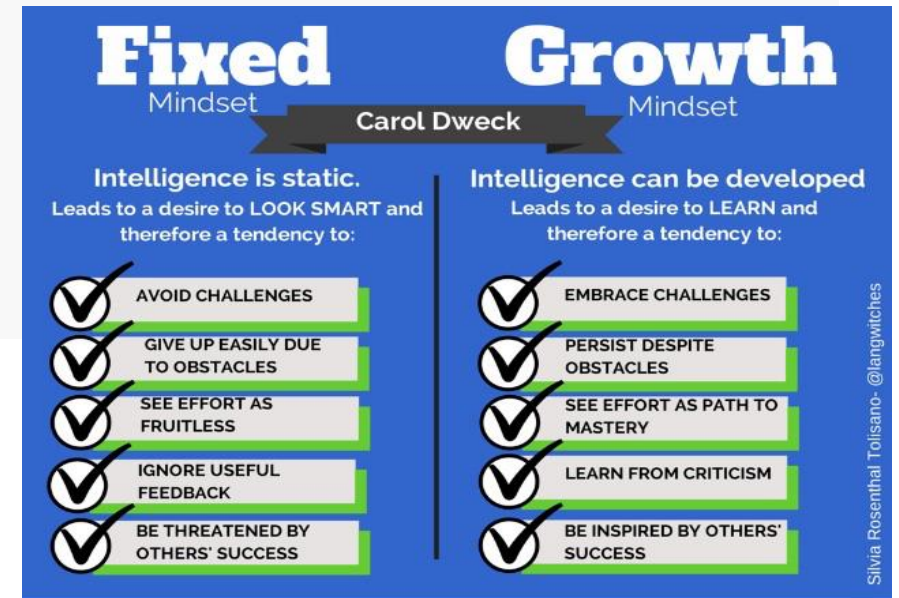 Fixed
Mindset
Growth
Mindset
Carol Dweck
Intelligence is static.
Leads to a desire to LOOK SMART and
therefore a tendency to:
AVOID CHALLENGES
GIVE UP EASILY DUE
TO OBSTACLES
SEE EFFORT AS
FRUITLESS
IGNORE USEFUL
FEEDBACK
BE THREATENED BY
OTHERS' SUCCESS
Intelligence can be developed
Leads to a desire to LEARN and
therefore a tendency to:
EMBRACE CHALLENGES
PERSIST DESPITE
OBSTACLES
SEE EFFORT AS PATH TO
MASTERY
LEARN FROM CRITICISM
BE INSPIRED BY OTHERS'
SUCCESS
Silvia Rosenthal Tolisano- @langwitches